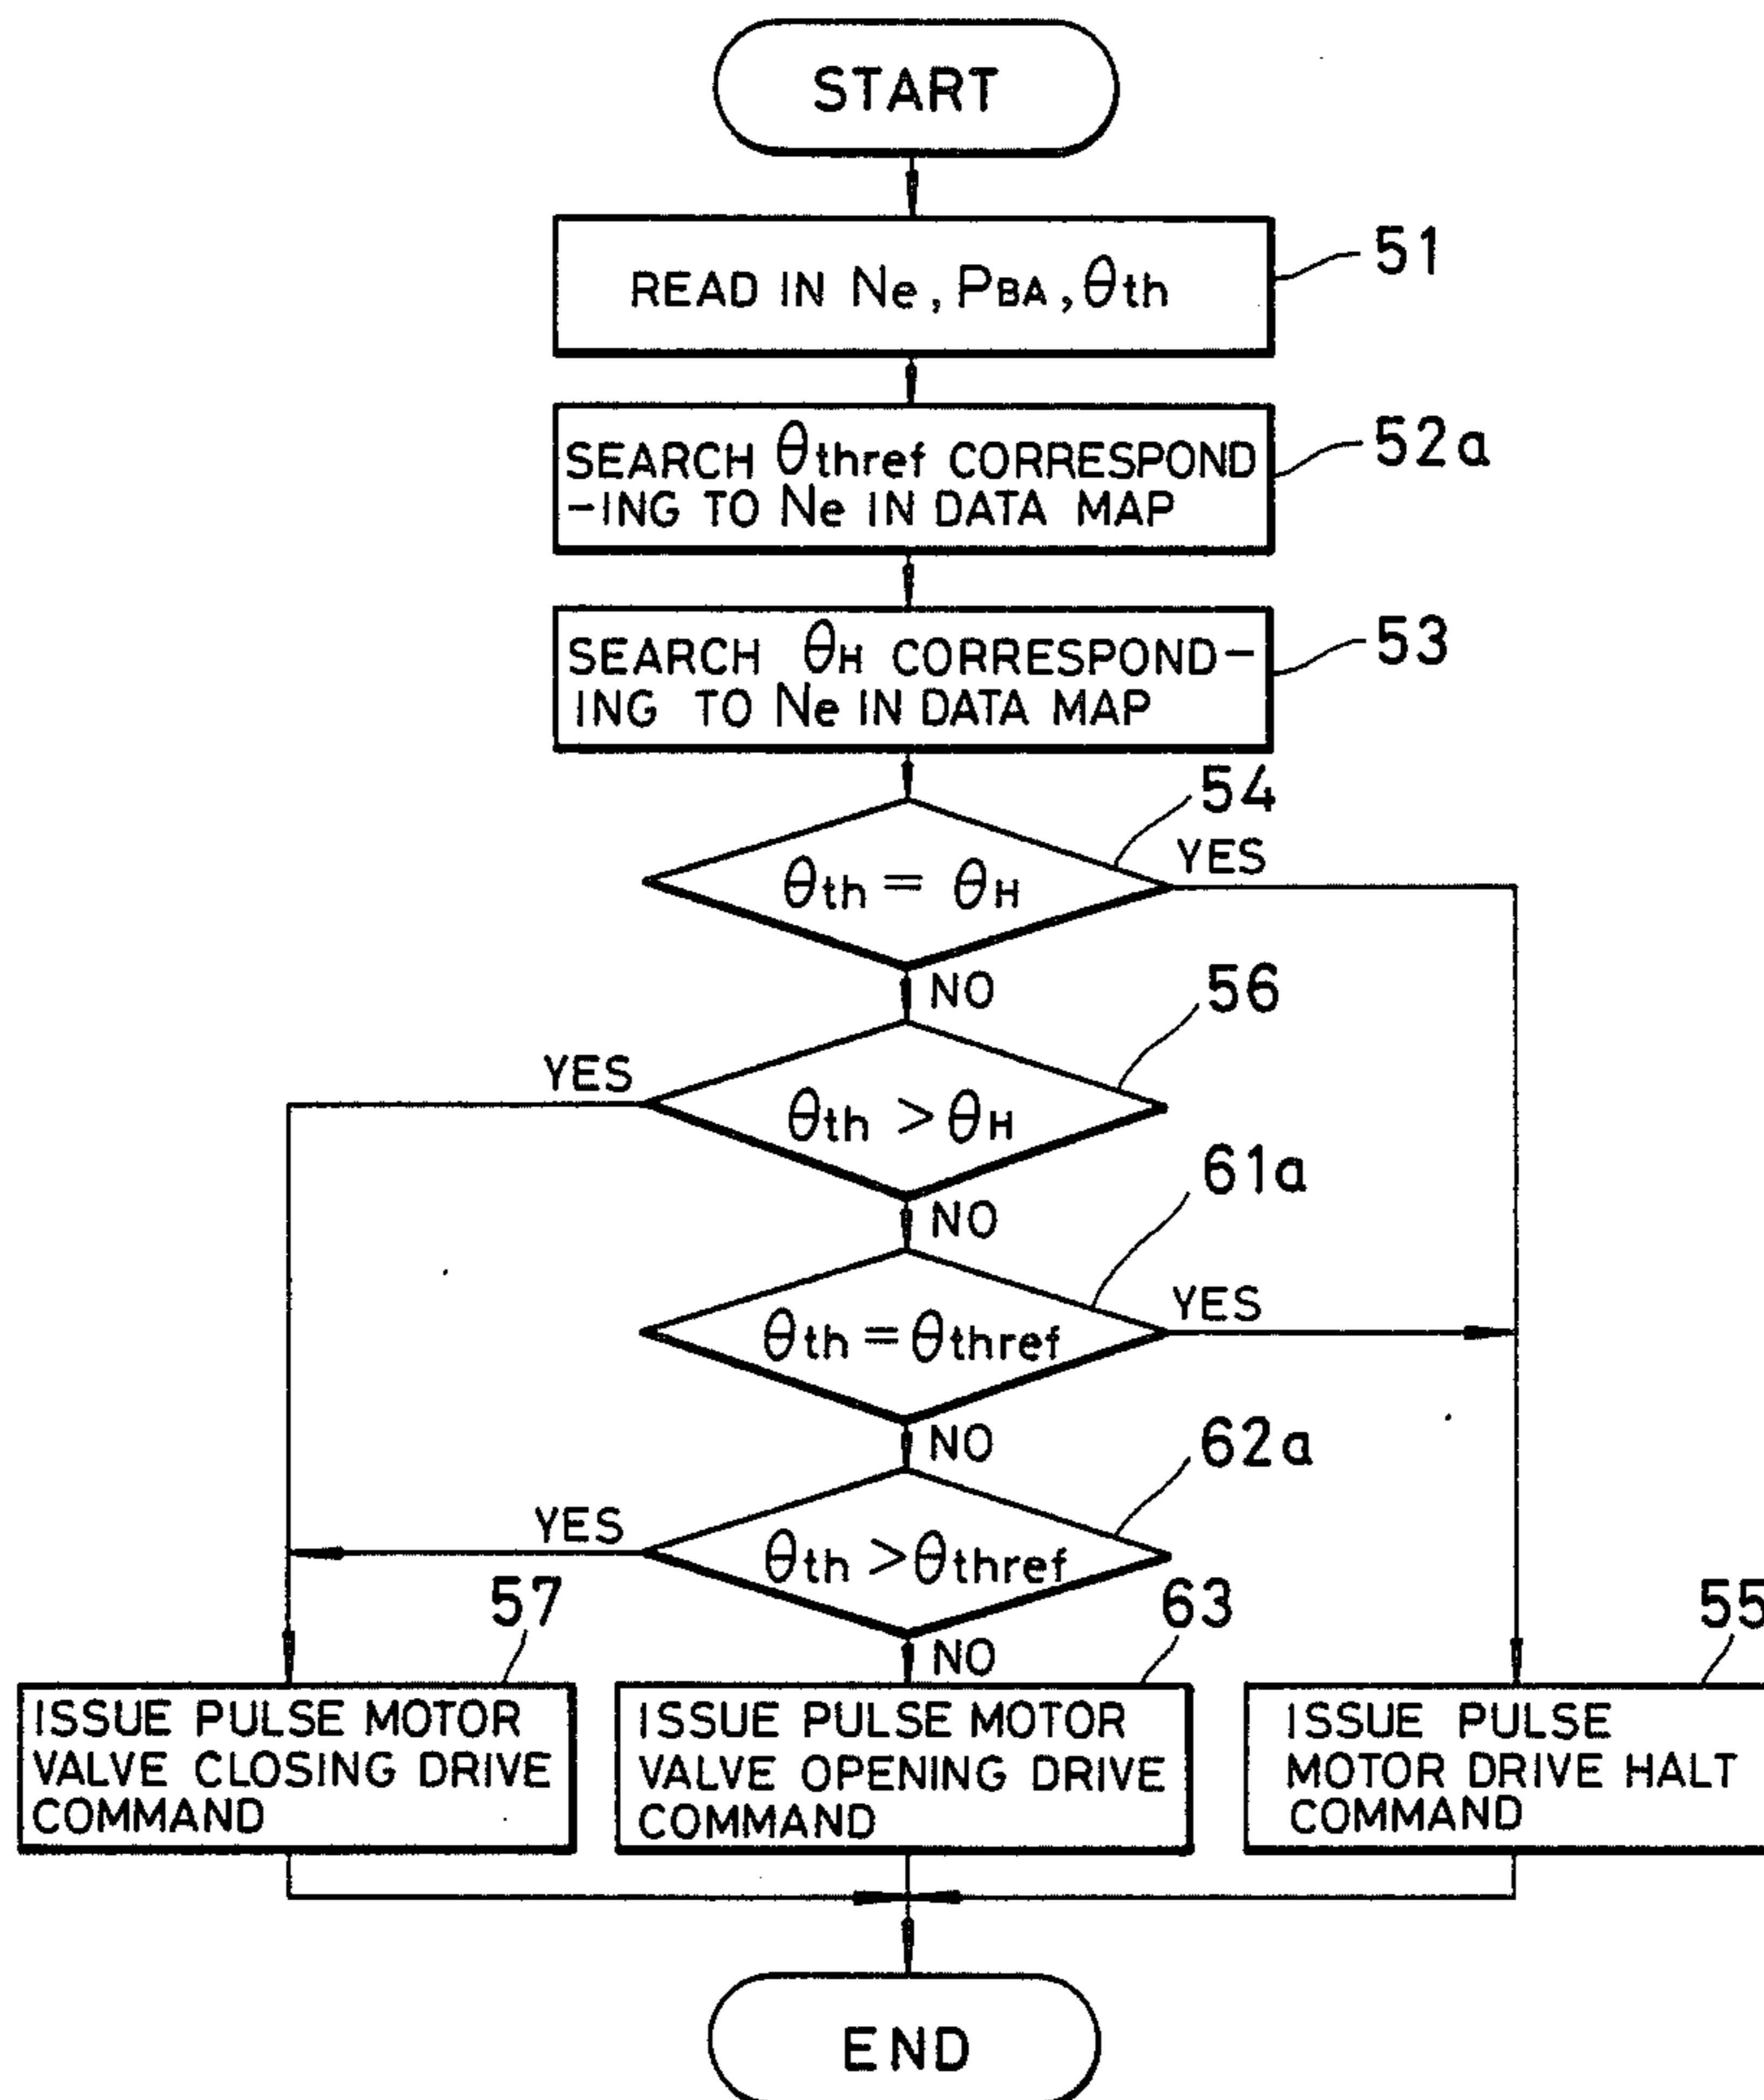 START
READ IN Ne, PBA, θth
51
SEARCH θthref CORRESPOND
-ING TO Ne IN DATA MAP
52a
SEARCH θH CORRESPOND-
ING TO Ne IN DATA MAP
53
54
θth = θH
YES
NO
56
YES
θth > θH
NO
61a
θth = θthref
YES
NO
62a
YES
θth > θthref
NO
57
63
55
ISSUE PULSE MOTOR
VALVE CLOSING DRIVE
COMMAND
ISSUE PULSE MOTOR
VALVE OPENING DRIVE
COMMAND
ISSUE PULSE
MOTOR DRIVE HALT
COMMAND
END